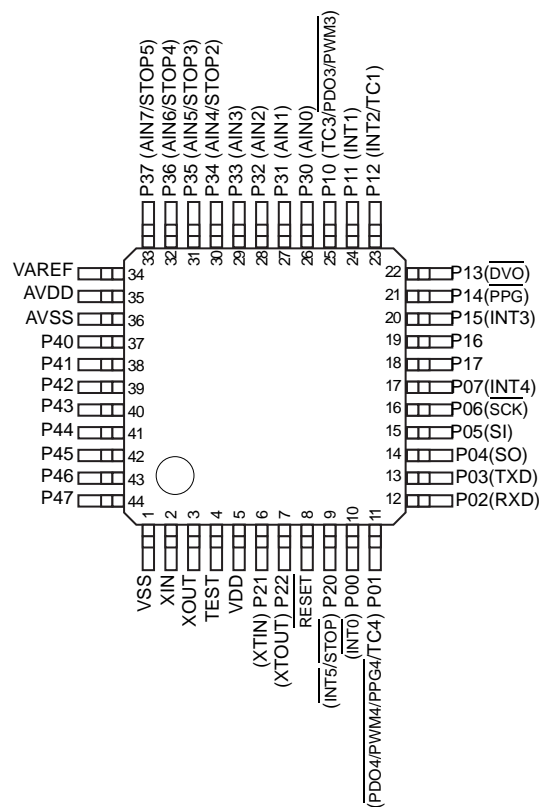 P37 (AIN7/STOP5)
P36 (AIN6/STOP4)
P35 (AIN5/STOP3)
P34 (AIN4/STOP2)
P33 (AIN3)
P32 (AIN2)
P31 (AIN1)
P30 (AIN0)
P10 (TC3/PDO3/PWM3)
P11 (INT1)
P12 (INT2/TC1)
33
32
31
30
29
28
27
26
25
24
23
VAREF 34
AVDD 35
AVSS 36
P40 37
P41 38
P42 39
P43 40
P44 41
P45 42
P46 43
P47 44
22 P13(DVO)
21 P14(PPG)
20 P15(INT3)
19 P16
18 P17
17 P07(INT4)
16 P06(SCK)
15 P05(SI)
14 P04(SO)
13 P03(TXD)
12 P02(RXD)
1
2
3
4
5
6
7
8
9
10
11
VSS
XIN
XOUT
TEST
VDD
(XTIN) P21
(XTOUT) P22
RESET
(INT5/STOP) P20
(INT0) P00
(PDO4/PWM4/PPG4/TC4) P01